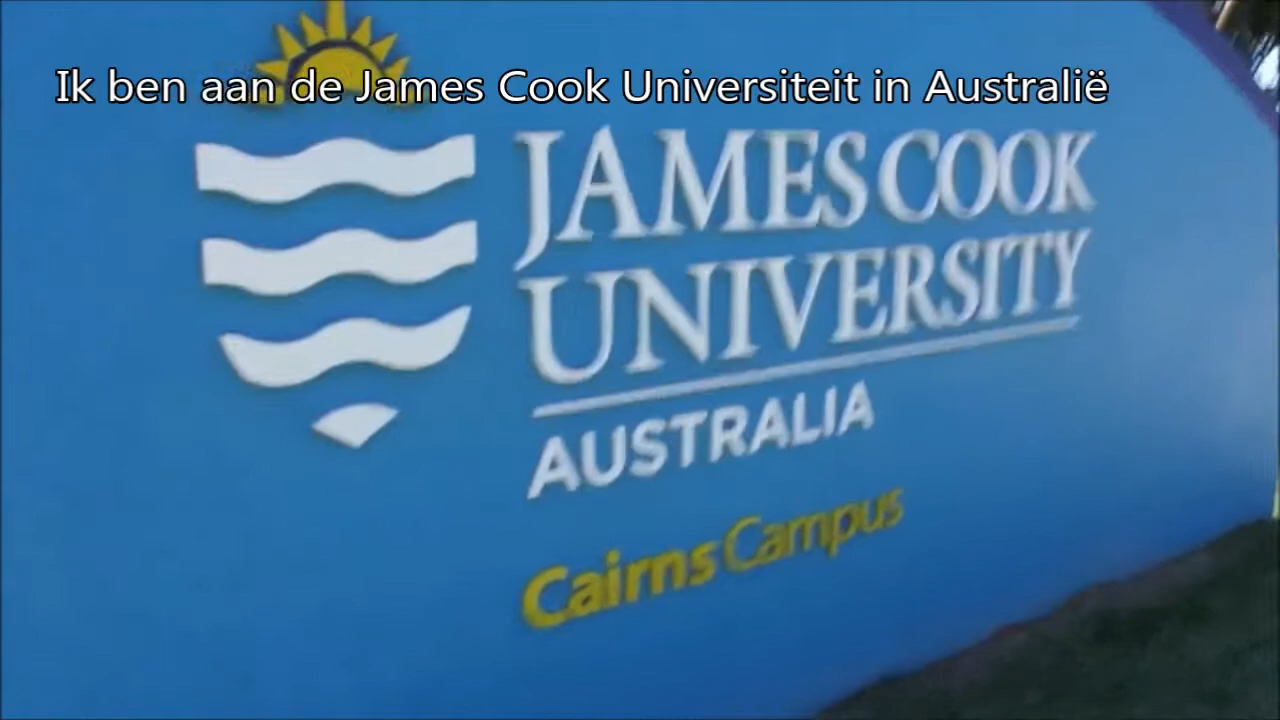 Ik ben aan de James Cook Universiteit in Australië
JAMES COOK
UNIVERSITY
AUSTRALIA
Cairns Campus